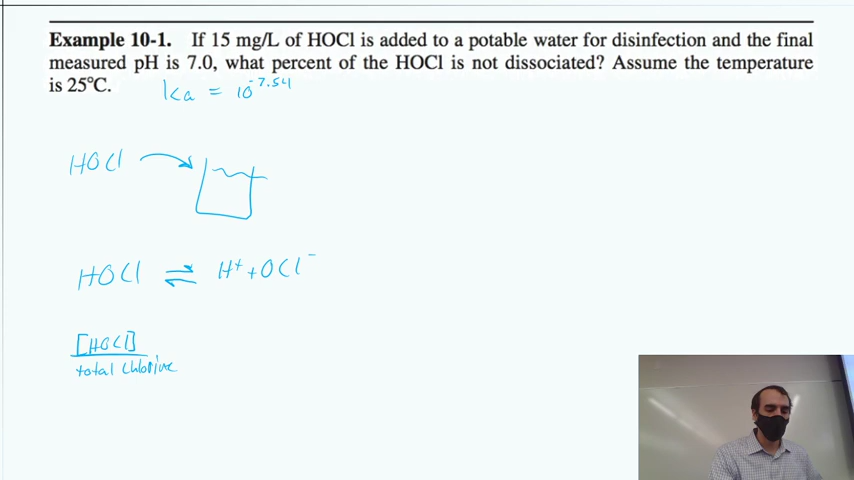 Example 10-1. If 15 mg/L of HOCl is added to a potable water for disinfection and the final
measured pH is 7.0, what percent of the HOCl is not dissociated? Assume the temperature
is 25°C.
Ka = 10^-7.54
HOCl
HOCl ⇌ H⁺ + OCl⁻
[HOCl]
total chlorine